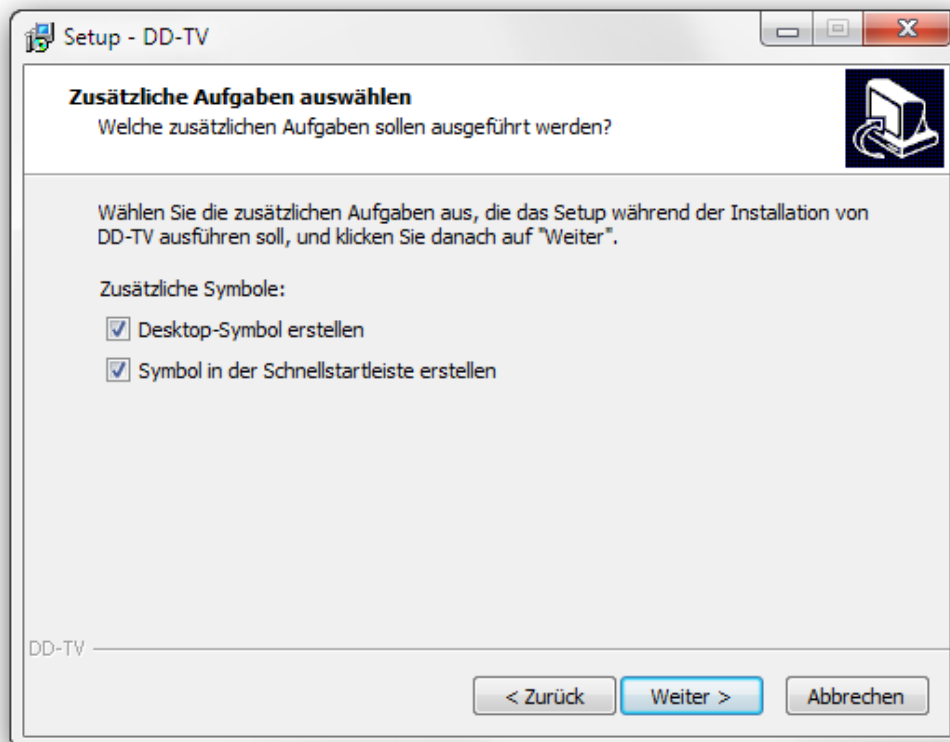 Setup - DD-TV
Zusätzliche Aufgaben auswählen
Welche zusätzlichen Aufgaben sollen ausgeführt werden?
Wählen Sie die zusätzlichen Aufgaben aus, die das Setup während der Installation von
DD-TV ausführen soll, und klicken Sie danach auf "Weiter".
Zusätzliche Symbole:
Desktop-Symbol erstellen
Symbol in der Schnellstartleiste erstellen
DD-TV
< Zurück Weiter > Abbrechen